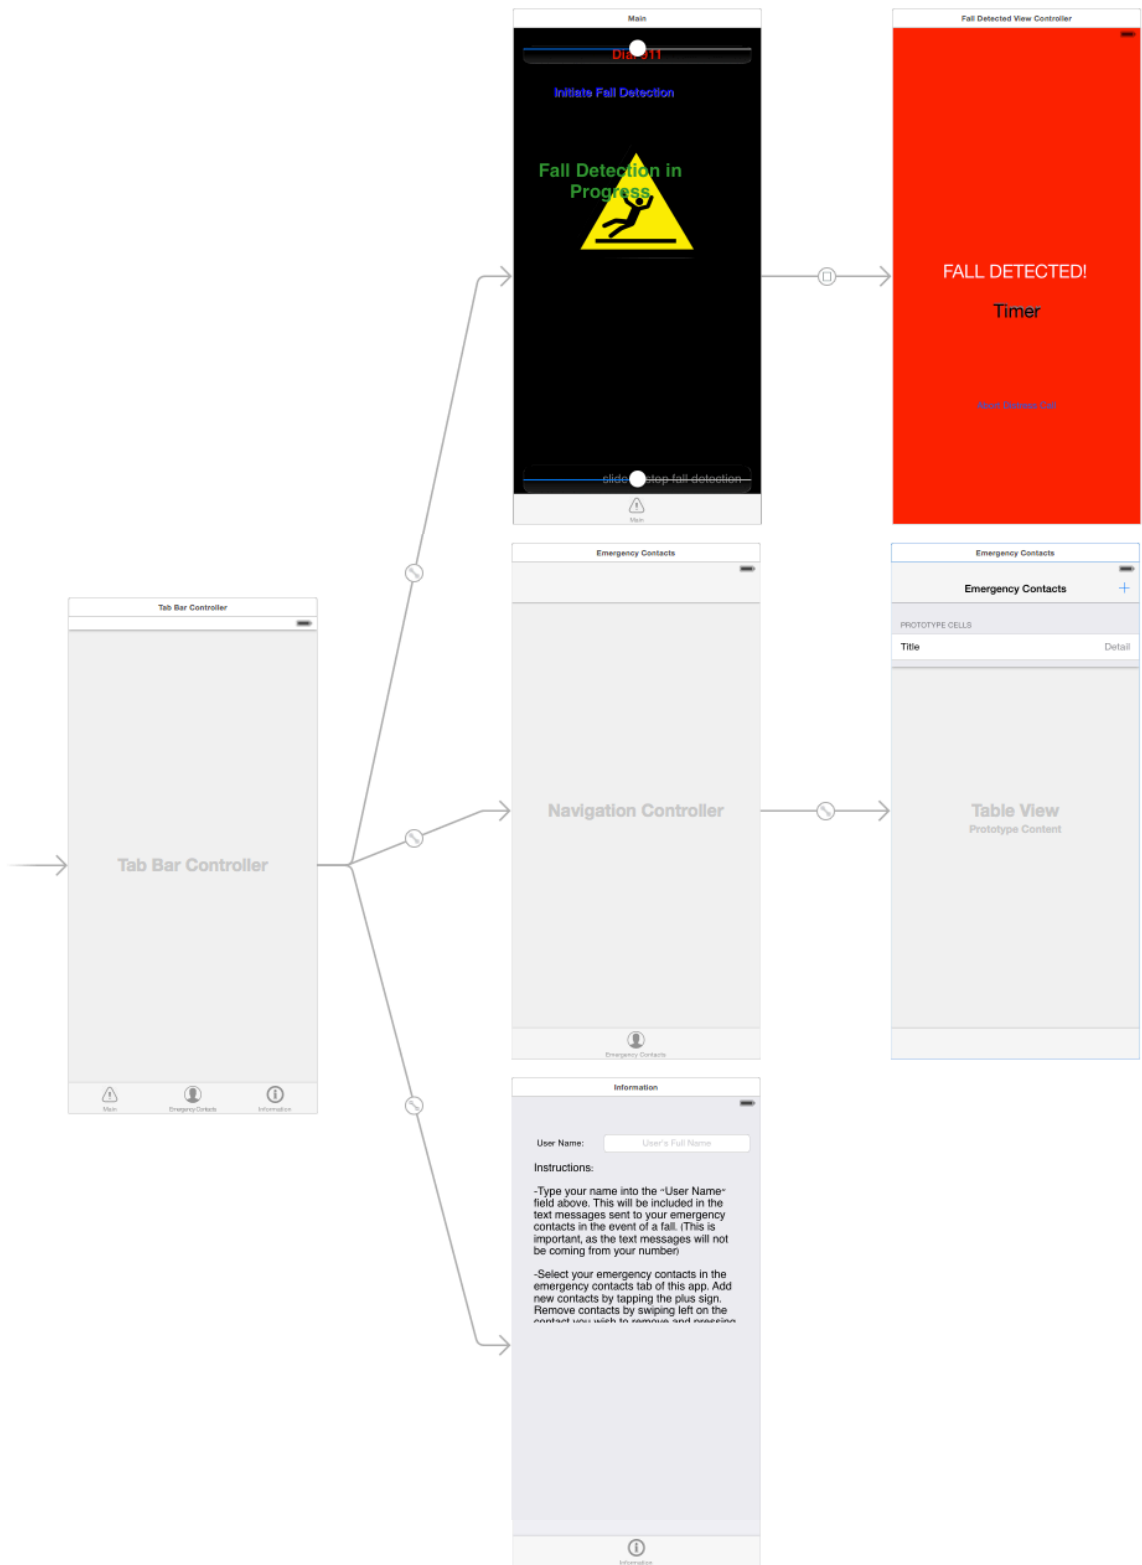 Main
Dial 911
Initiate Fall Detection
Fall Detection in
Progress
slide stop fall detection
Main
Fall Detected View Controller
FALL DETECTED!
Timer
Tab Bar Controller
Tab Bar Controller
Main
Emergency Contacts
Information
Emergency Contacts
Navigation Controller
Emergency Contacts
Emergency Contacts
Emergency Contacts +
PROTOTYPE CELLS
Title Detail
Table View
Prototype Content
Information
User Name: User's Full Name
Instructions:
-Type your name into the "User Name"
field above. This will be included in the
text messages sent to your emergency
contacts in the event of a fall. (This is
important, as the text messages will not
be coming from your number)
-Select your emergency contacts in the
emergency contacts tab of this app. Add
new contacts by tapping the plus sign.
Remove contacts by swiping left on the
contact you wish to remove and pressing
Information